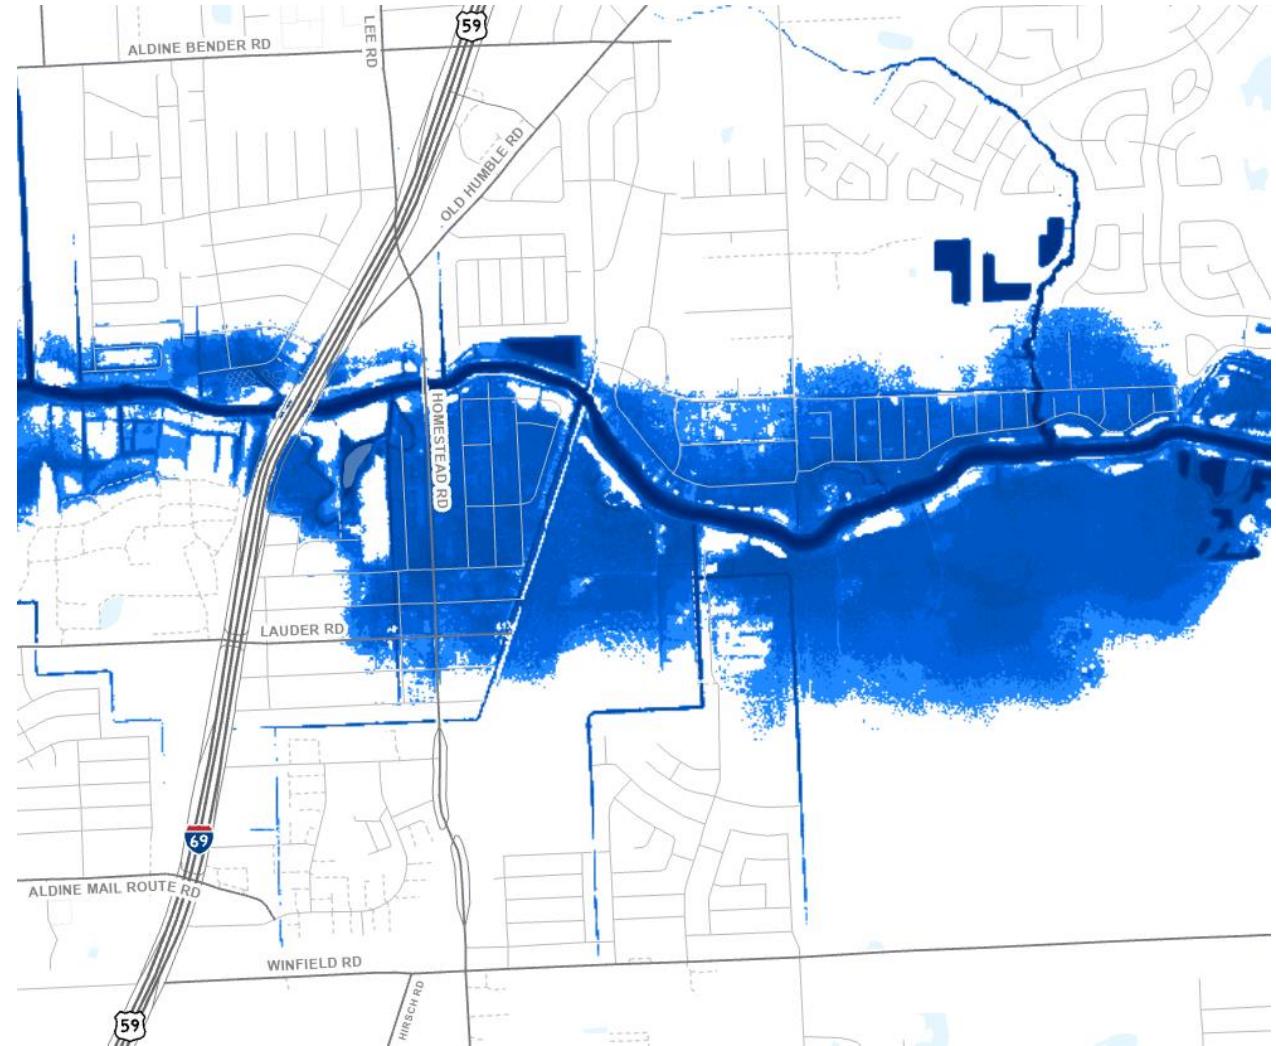 59
LEE RD
ALDINE BENDER RD
OLD HUMBLE RD
HOMESTEAD RD
LAUDER RD
69
ALDINE MAIL ROUTE RD
WINFIELD RD
HIRSCH RD
59